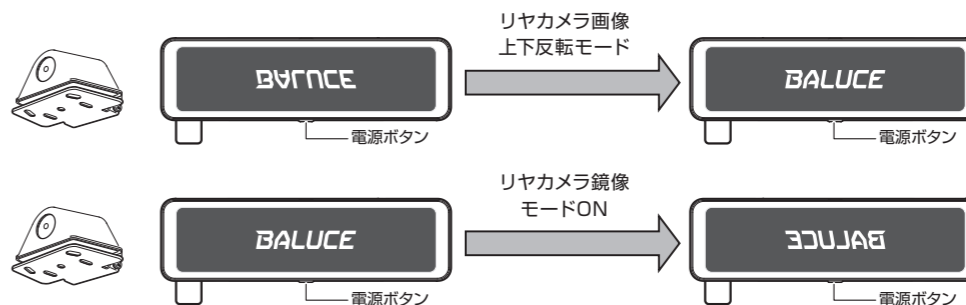 リヤカメラ画像
上下反転モード
BALUCE
BALUCE
電源ボタン
電源ボタン
リヤカメラ鏡像
モードON
BALUCE
BALUCE
電源ボタン
電源ボタン